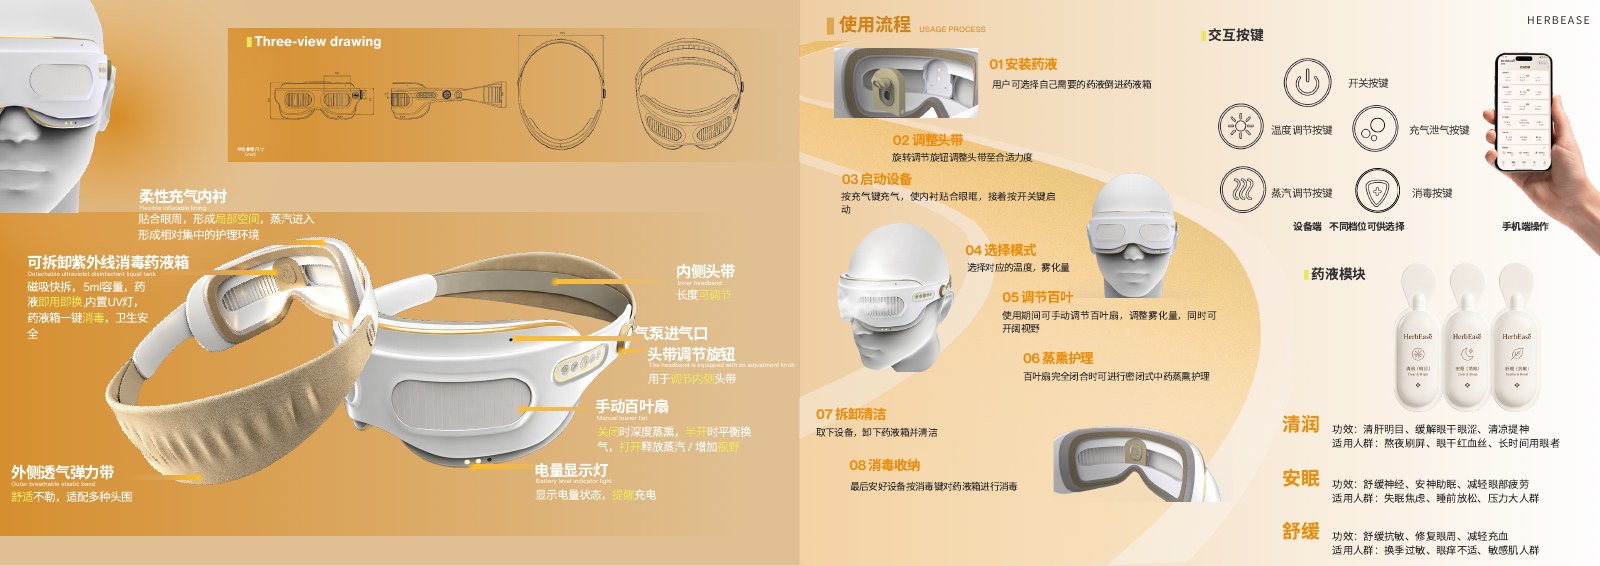 Three-view drawing
柔性充气内衬
Flexible inflatable lining
贴合眼周，形成局部空间，蒸汽进入
形成相对集中的护理环境
可拆卸紫外线消毒药液箱
Detachable ultraviolet disinfectant liquid tank
磁吸快拆，5ml容量，药
液即用即换,内置UV灯，
药液箱一键消毒，卫生安
全
内侧头带
Inner headband
长度可调节
气泵进气口
头带调节旋钮
The headband is equipped with an adjustment knob
用于调节内侧头带
手动百叶扇
Manual louver fan
关闭时深度蒸熏，半开时平衡换
气，打开释放蒸汽 / 增加视野
电量显示灯
Battery level indicator light
显示电量状态，提醒充电
外侧透气弹力带
Outer breathable elastic band
舒适不勒，适配多种头围
使用流程 USAGE PROCESS
01 安装药液
用户可选择自己需要的药液倒进药液箱
02 调整头带
旋转调节旋钮调整头带至合适力度
03 启动设备
按充气键充气，使内衬贴合眼眶，接着按开关键启
动
04 选择模式
选择对应的温度，雾化量
05 调节百叶
使用期间可手动调节百叶扇，调整雾化量，同时可
开阔视野
06 蒸熏护理
百叶扇完全闭合时可进行密闭式中药蒸熏护理
07 拆卸清洁
取下设备，卸下药液箱并清洁
08 消毒收纳
最后安好设备按消毒键对药液箱进行消毒
HERBEASE
交互按键
开关按键
温度调节按键
充气泄气按键
蒸汽调节按键
消毒按键
设备端 不同档位可供选择
手机端操作
药液模块
HerbEase
HerbEase
HerbEase
清润
功效：清肝明目、缓解眼干眼涩、清凉提神
适用人群：熬夜刷屏、眼干红血丝、长时间用眼者
安眠
功效：舒缓神经、安神助眠、减轻眼部疲劳
适用人群：失眠焦虑、睡前放松、压力大人群
舒缓
功效：舒缓抗敏、修复眼周、减轻充血
适用人群：换季过敏、眼痒不适、敏感肌人群